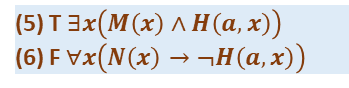 (5) T ∃x(M(x) ∧ H(a, x))
(6) F ∀x(N(x) → ¬H(a, x))